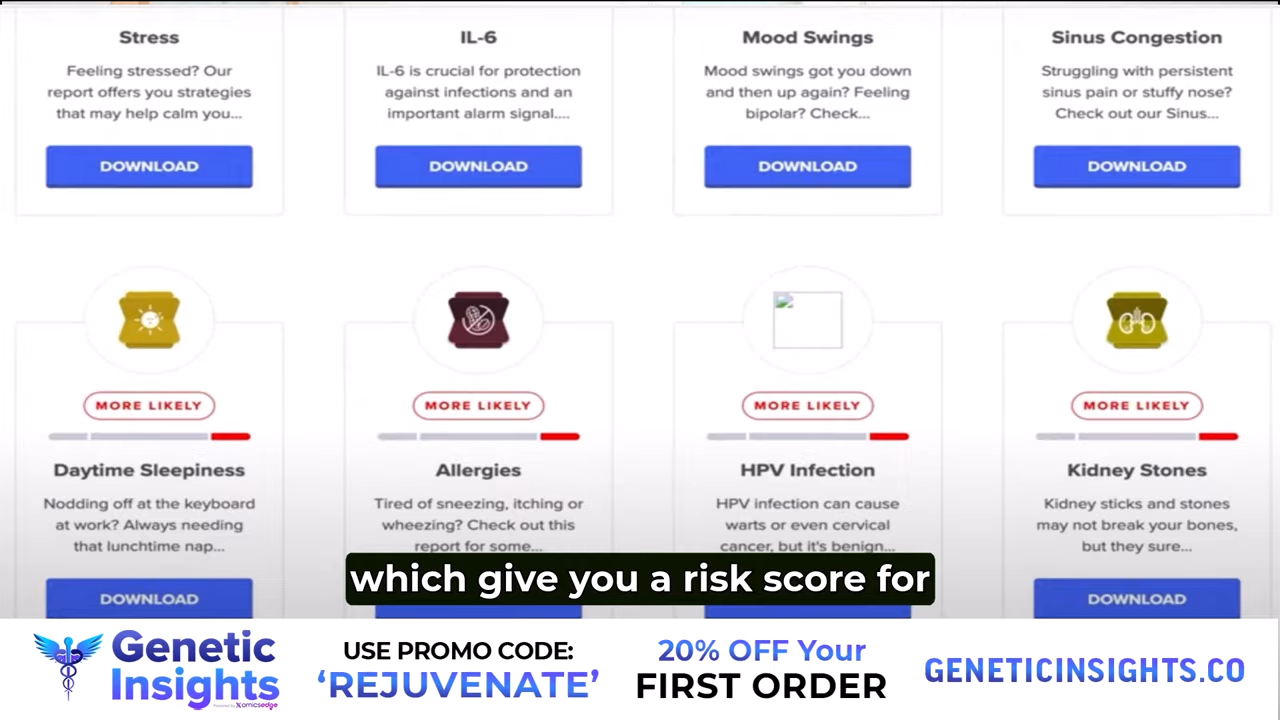 Stress
Feeling stressed? Our
report offers you strategies
that may help calm you...
DOWNLOAD
IL-6
IL-6 is crucial for protection
against infections and an
important alarm signal....
DOWNLOAD
Mood Swings
Mood swings got you down
and then up again? Feeling
bipolar? Check...
DOWNLOAD
Sinus Congestion
Struggling with persistent
sinus pain or stuffy nose?
Check out our Sinus...
DOWNLOAD
MORE LIKELY
Daytime Sleepiness
Nodding off at the keyboard
at work? Always needing
that lunchtime nap...
DOWNLOAD
MORE LIKELY
Allergies
Tired of sneezing, itching or
wheezing? Check out this
report for some...
MORE LIKELY
HPV Infection
HPV infection can cause
warts or even cervical
cancer, but it's benign...
MORE LIKELY
Kidney Stones
Kidney sticks and stones
may not break your bones,
but they sure...
DOWNLOAD
which give you a risk score for
Genetic
Insights
Powered by omicsedge
USE PROMO CODE:
‘REJUVENATE’
20% OFF Your
FIRST ORDER
GENETICINSIGHTS.CO